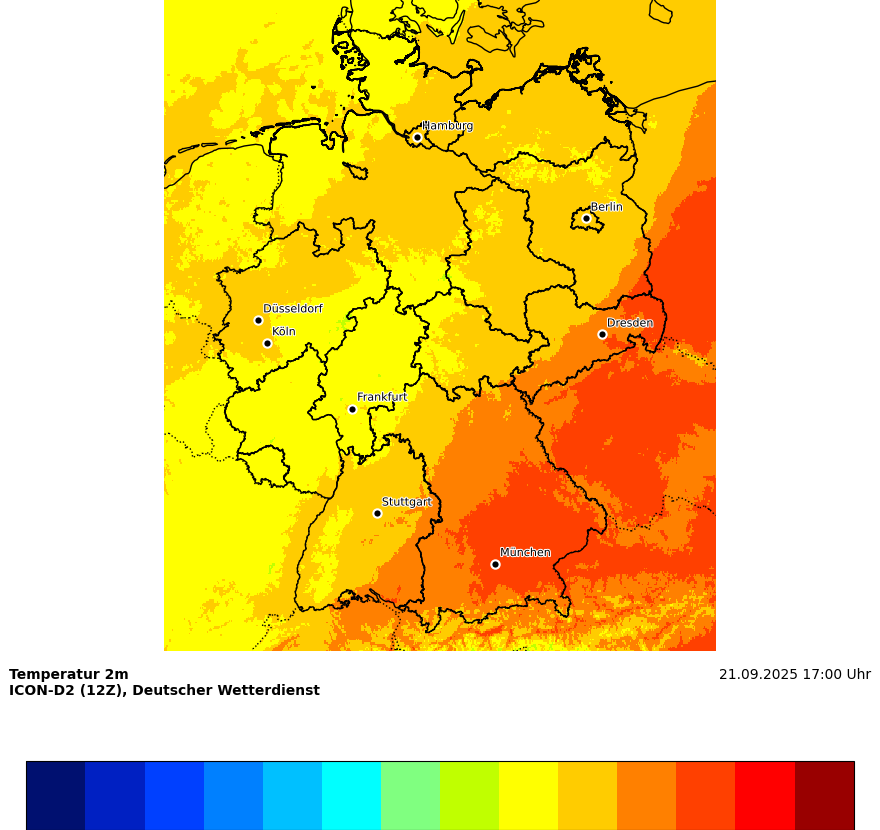 Hamburg
Berlin
Düsseldorf
Köln
Dresden
Frankfurt
Stuttgart
München
Temperatur 2m
21.09.2025 17:00 Uhr
ICON-D2 (12Z), Deutscher Wetterdienst